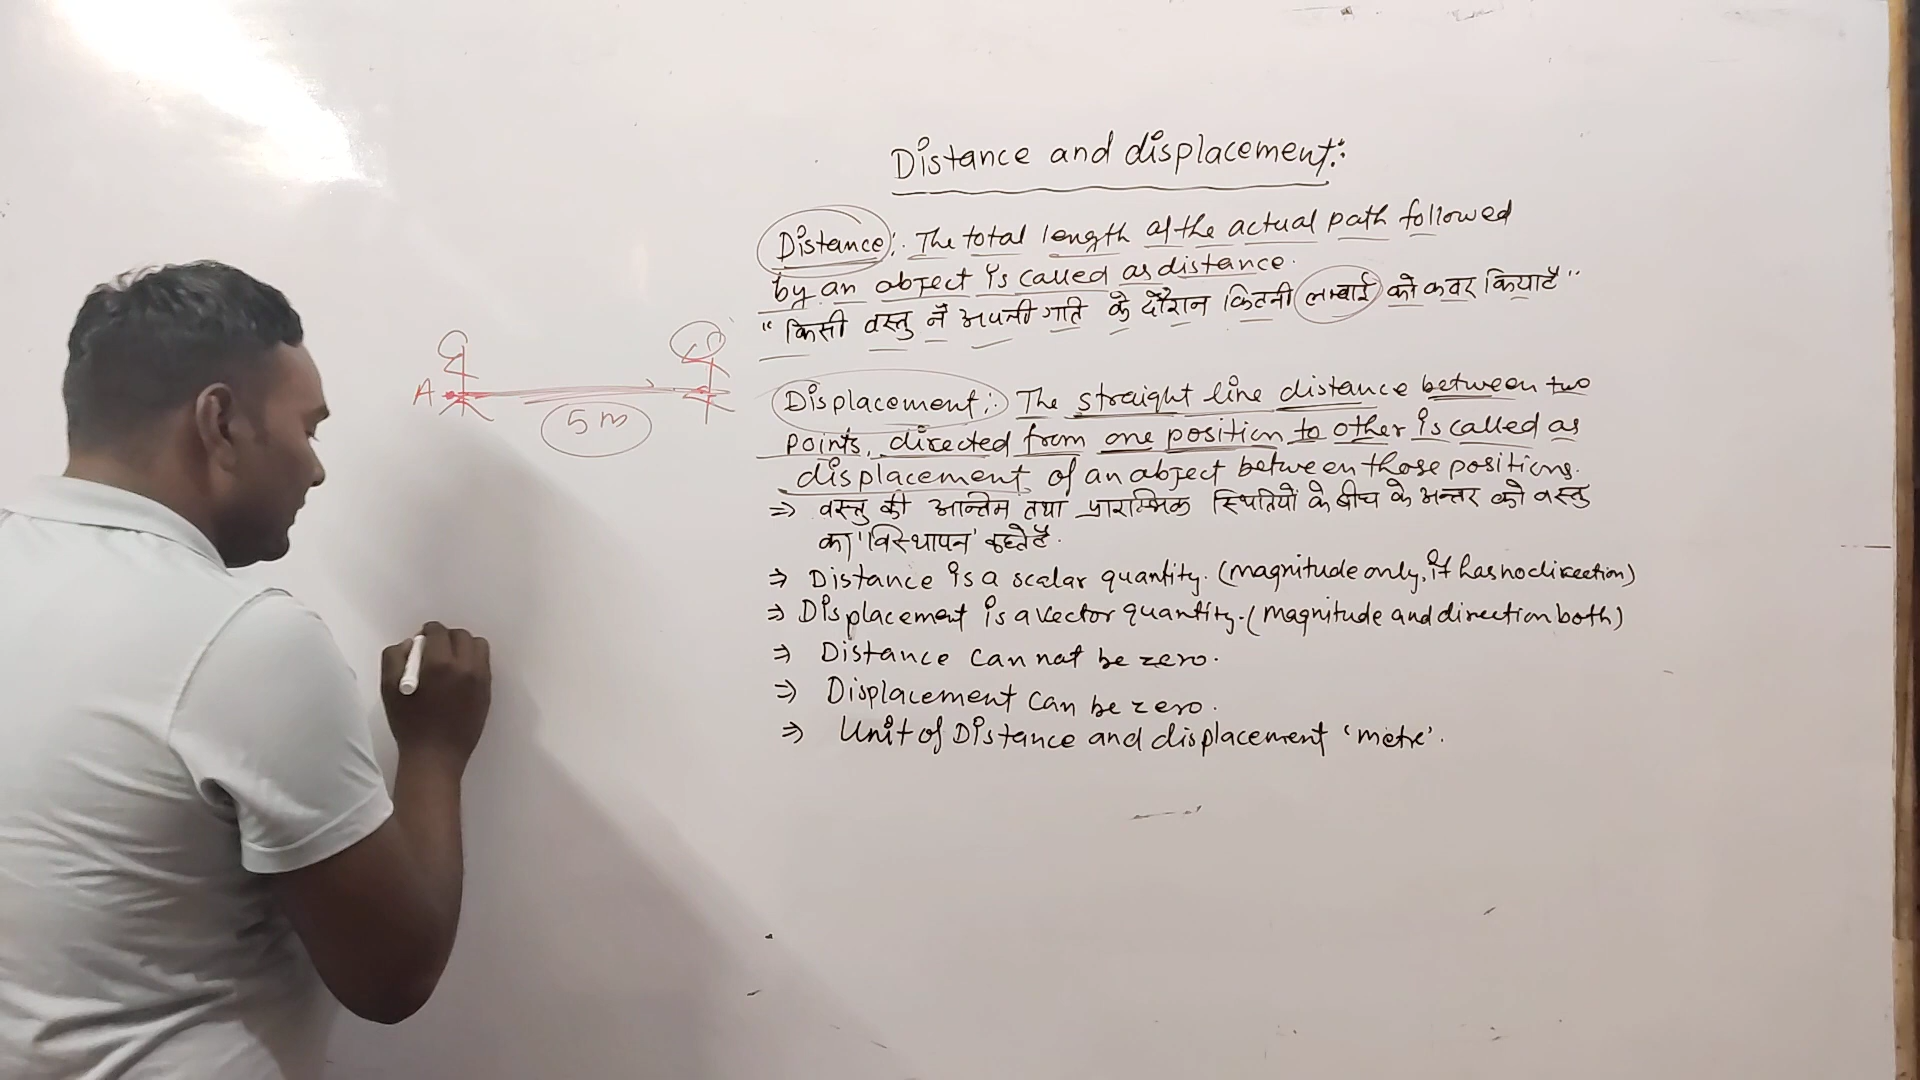 Distance and displacement:
Distance: The total length of the actual path followed
by an object is called as distance.
"किसी वस्तु नें अपनी गति के दौरान कितनी लम्बाई को कवर किया है"
A
5m
Displacement: The straight line distance between two
points, directed from one position to other is called as
displacement of an object between those positions.
⇒ वस्तु की अन्तिम तथा प्रारम्भिक स्थितियों के बीच के अन्तर को वस्तु
का 'विस्थापन' कहते है.
⇒ Distance is a scalar quantity. (magnitude only, it has no direction)
⇒ Displacement is a vector quantity. (Magnitude and direction both)
⇒ Distance can not be zero.
⇒ Displacement can be zero.
⇒ Unit of Distance and displacement 'metre'.